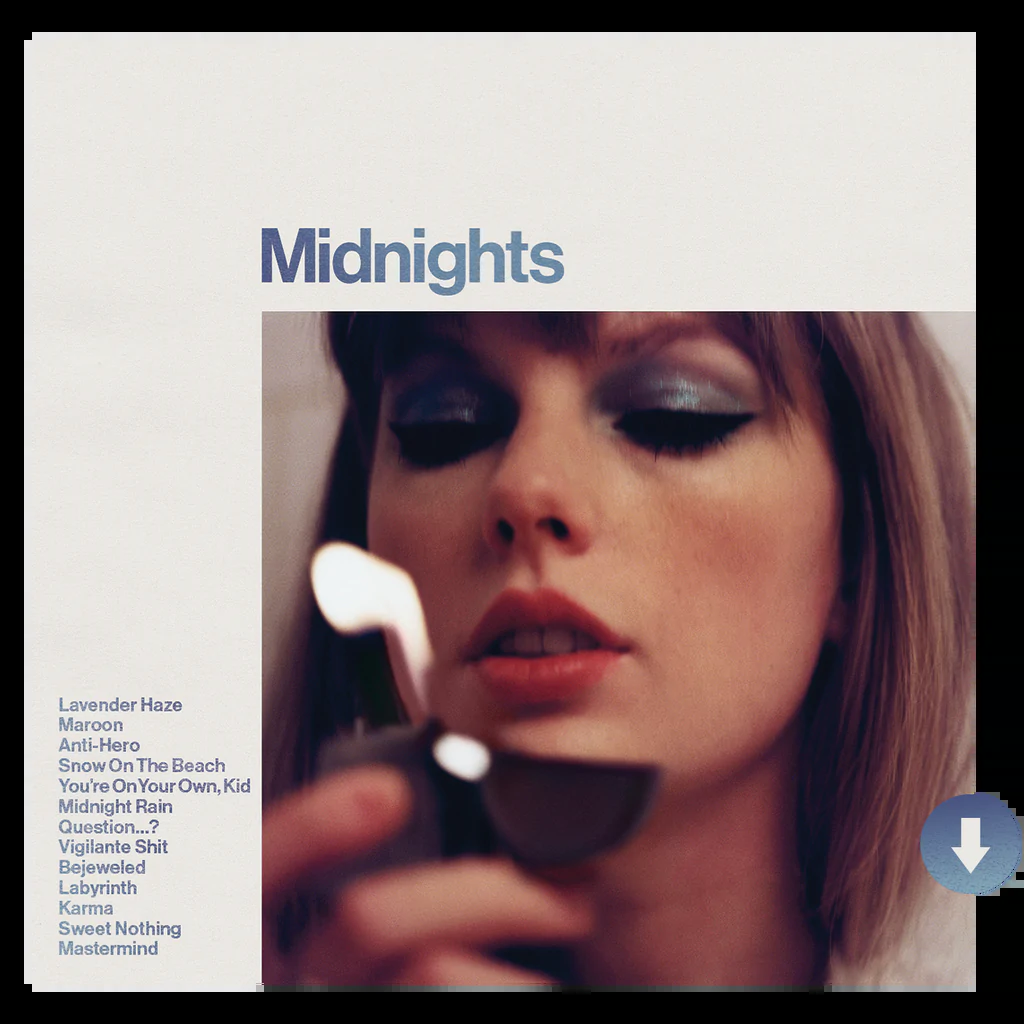 Midnights
Lavender Haze
Maroon
Anti-Hero
Snow On The Beach
You're On Your Own, Kid
Midnight Rain
Question...?
Vigilante Shit
Bejeweled
Labyrinth
Karma
Sweet Nothing
Mastermind